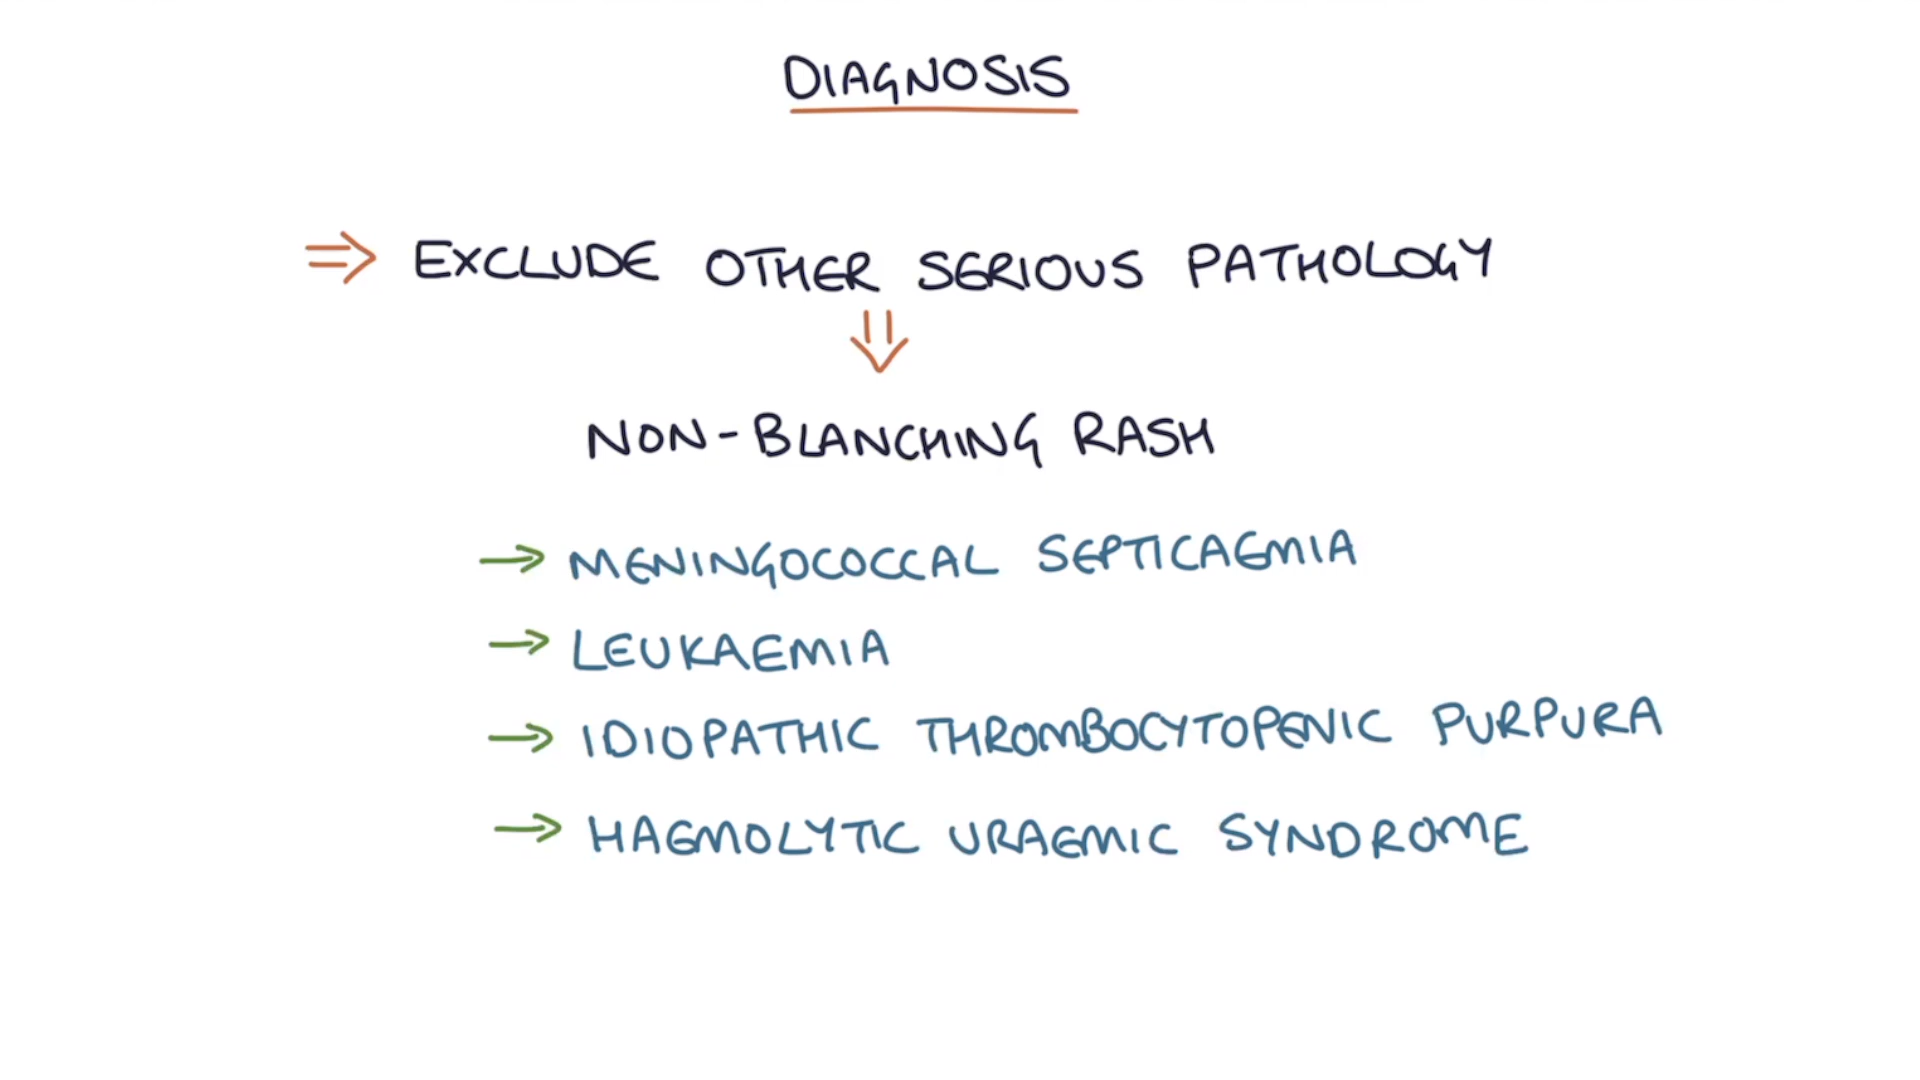 DIAGNOSIS
⇒ EXCLUDE OTHER SERIOUS PATHOLOGY
⇓
NON-BLANCHING RASH
→ MENINGOCOCCAL SEPTICAEMIA
→ LEUKAEMIA
→ IDIOPATHIC THROMBOCYTOPENIC PURPURA
→ HAEMOLYTIC URAEMIC SYNDROME